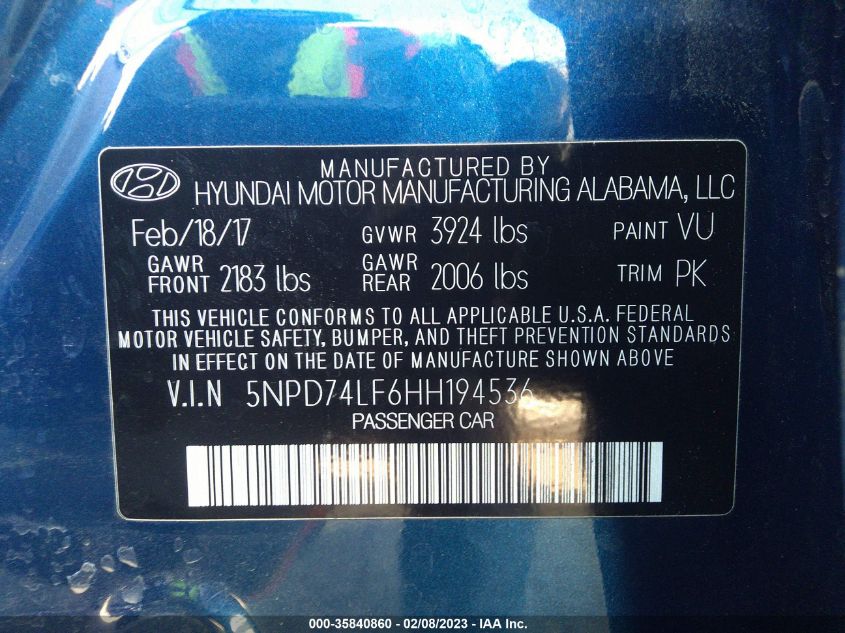 MANUFACTURED BY
HYUNDAI MOTOR MANUFACTURING ALABAMA, LLC
Feb/18/17 GVWR 3924 lbs PAINT VU
GAWR FRONT 2183 lbs GAWR REAR 2006 lbs TRIM PK
THIS VEHICLE CONFORMS TO ALL APPLICABLE U.S.A. FEDERAL
MOTOR VEHICLE SAFETY, BUMPER, AND THEFT PREVENTION STANDARDS
IN EFFECT ON THE DATE OF MANUFACTURE SHOWN ABOVE
V.I.N 5NPD74LF6HH194536
PASSENGER CAR
000-35840860 - 02/08/2023 - IAA Inc.